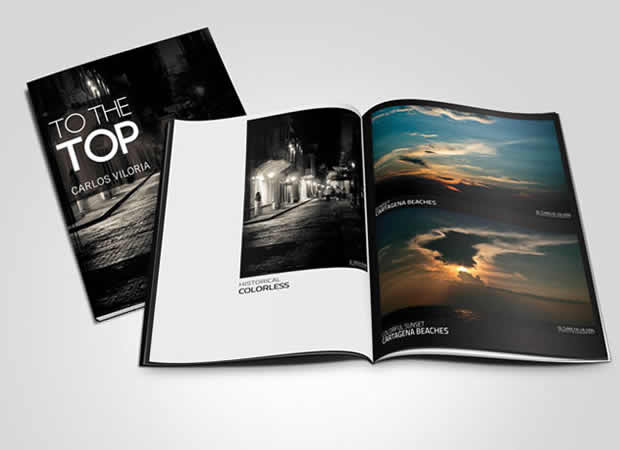 TO THE
TOP
CARLOS VILORIA
HISTORICAL
COLORLESS
CARTAGENA BEACHES
COLORFUL SUNSET
CARTAGENA BEACHES